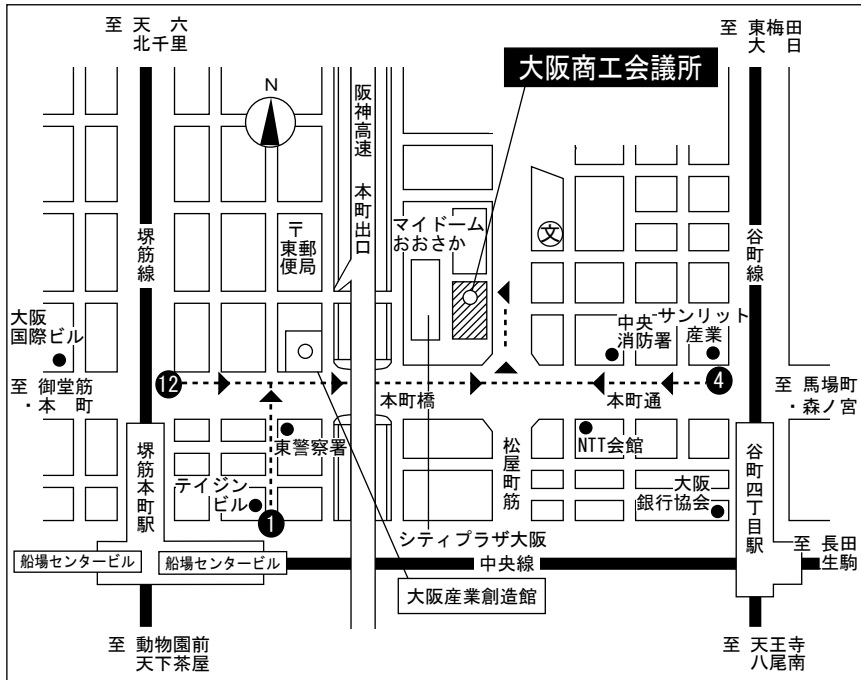 至 天 六
北千里
至 東梅田
大 日
大阪商工会議所
N
阪神高速 本町出口
堺筋線
谷町線
〒
東郵
便局
マイドーム
おおさか
文
大阪
国際ビル
中央
消防署
サンリット
産業
至 御堂筋
・本 町
12
4
至 馬場町
・森ノ宮
本町橋
本町通
東警察署
NTT会館
堺筋本町駅
松屋町筋
谷町四丁目駅
テイジン
ビル
1
大阪
銀行協会
シティプラザ大阪
至 長田
生駒
船場センタービル
船場センタービル
中央線
大阪産業創造館
至 動物園前
天下茶屋
至 天王寺
八尾南